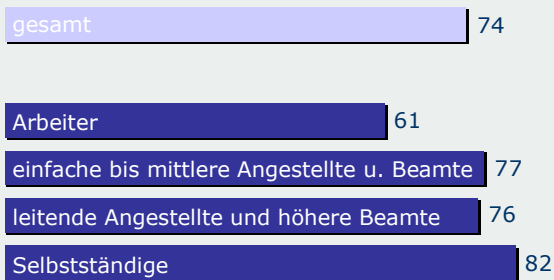 gesamt 74
Arbeiter 61
einfache bis mittlere Angestellte u. Beamte 77
leitende Angestellte und höhere Beamte 76
Selbstständige 82